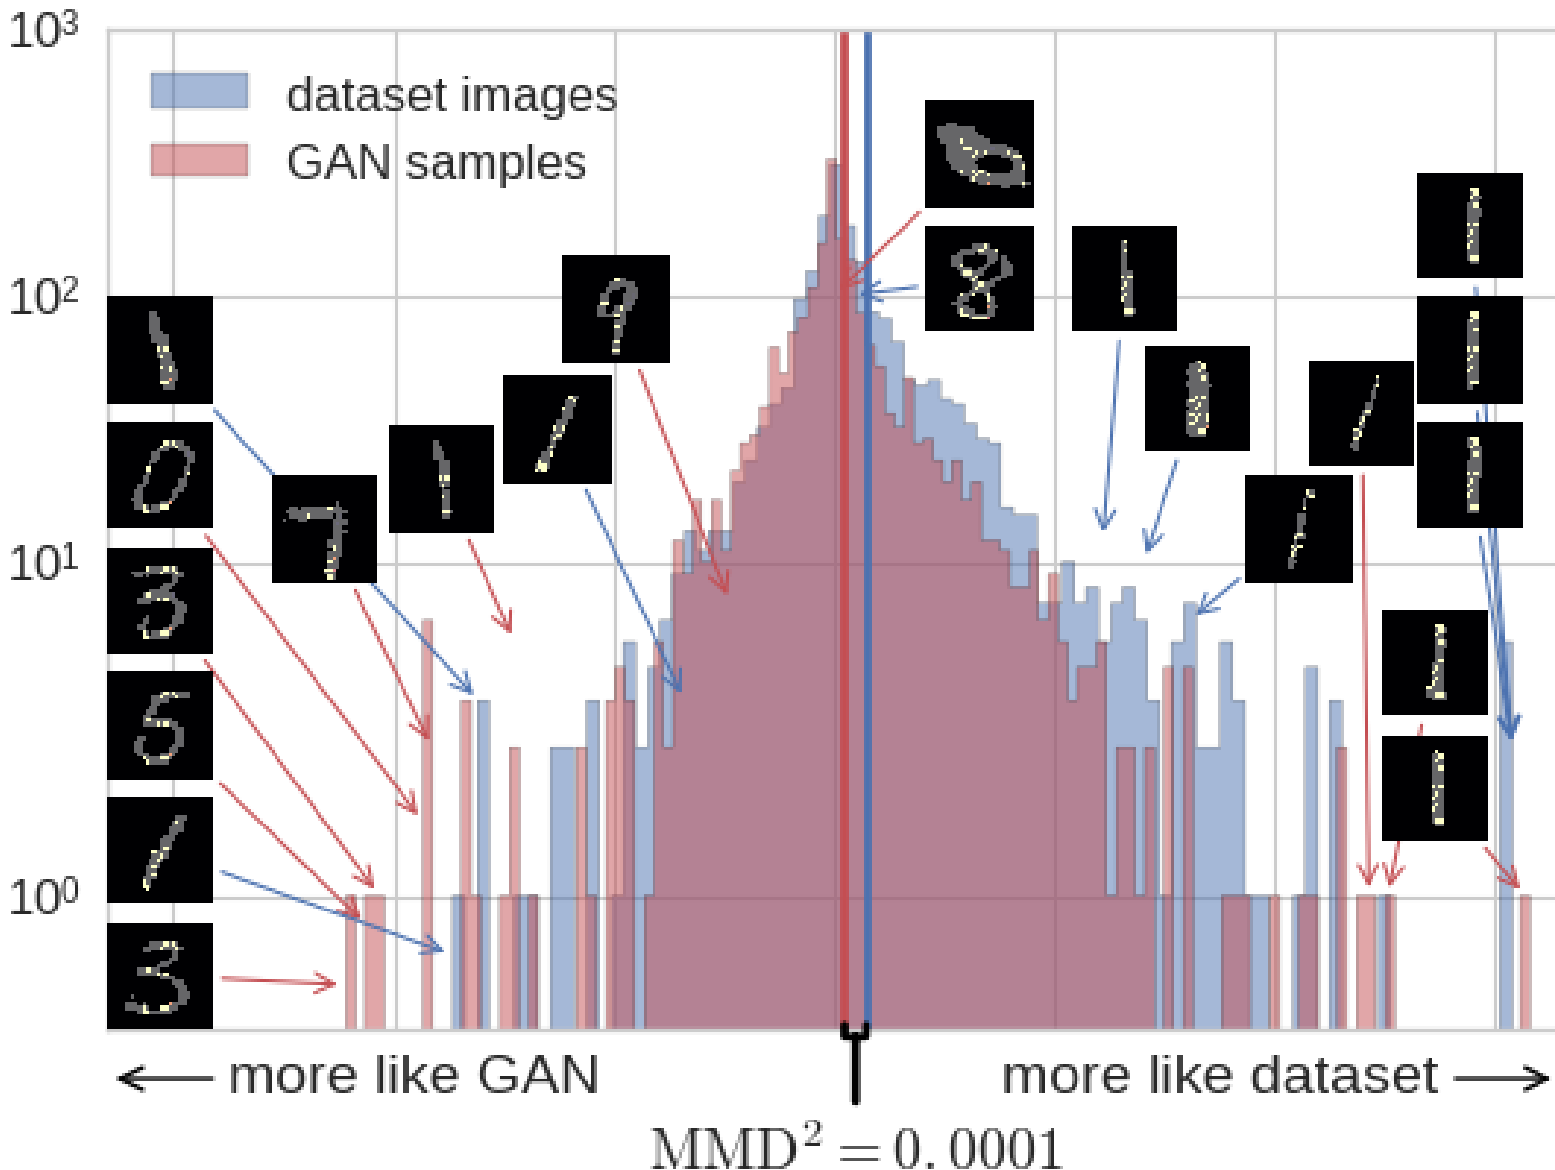 10³
dataset images
GAN samples
10²
10¹
10⁰
← more like GAN
more like dataset →
MMD² = 0.0001